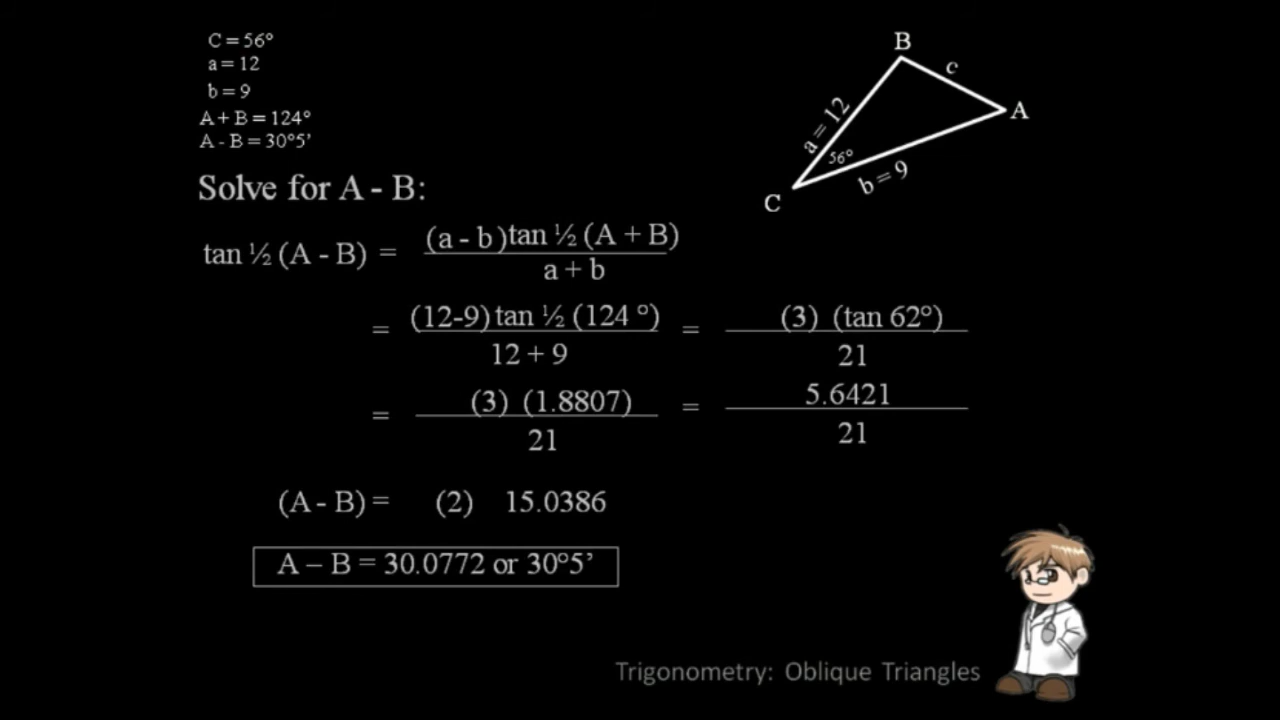 C = 56°
a = 12
b = 9
A + B = 124°
A - B = 30°5’
B
c
A
a = 12
56°
b = 9
C
Solve for A - B:
tan ½ (A - B) = (a - b)tan ½ (A + B)
a + b
= (12-9) tan ½ (124 °) = (3) (tan 62°)
12 + 9 21
= (3) (1.8807) = 5.6421
21 21
(A - B) = (2) 15.0386
A – B = 30.0772 or 30°5’
Trigonometry: Oblique Triangles